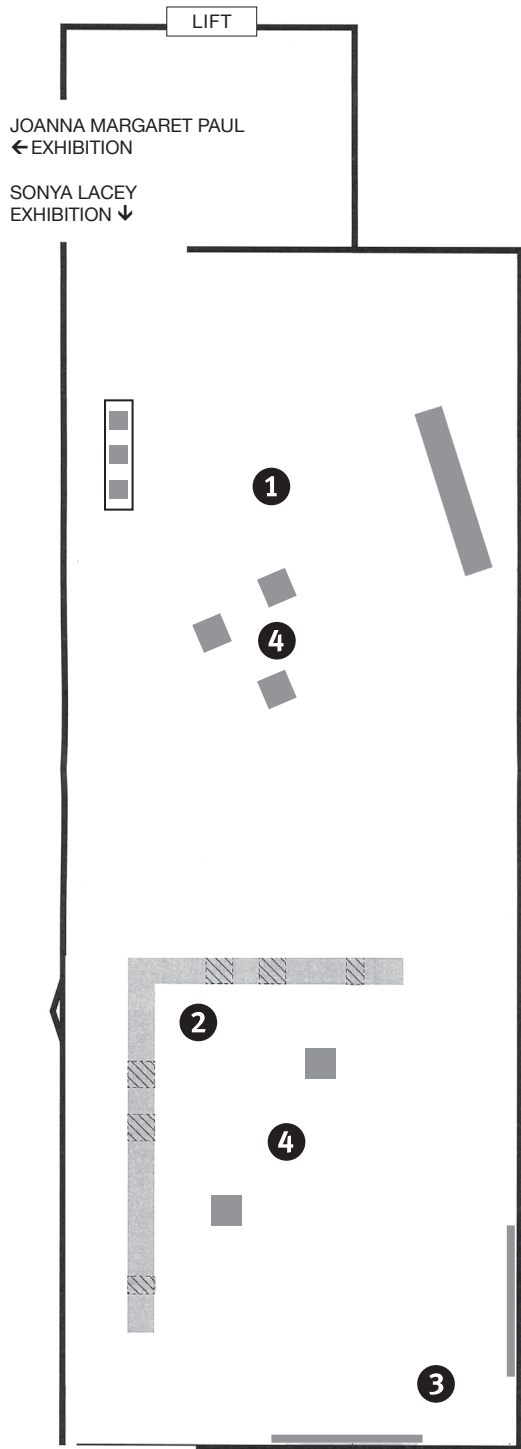 LIFT
JOANNA MARGARET PAUL
←EXHIBITION
SONYA LACEY
EXHIBITION ↓
1
4
2
4
3